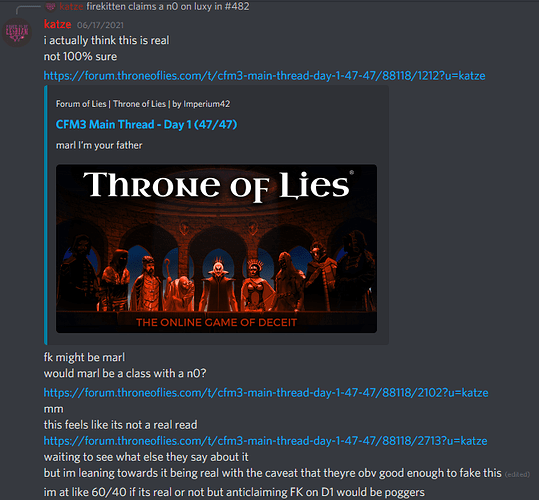 katze firekitten claims a n0 on luxy in #482
katze 06/17/2021
i actually think this is real
not 100% sure
https://forum.throneoflies.com/t/cfm3-main-thread-day-1-47-47/88118/1212?u=katze
Forum of Lies | Throne of Lies | by Imperium42
CFM3 Main Thread - Day 1 (47/47)
marl I'm your father
THRONE OF LIES®
THE ONLINE GAME OF DECEIT
fk might be marl
would marl be a class with a n0?
https://forum.throneoflies.com/t/cfm3-main-thread-day-1-47-47/88118/2102?u=katze
mm
this feels like its not a real read
https://forum.throneoflies.com/t/cfm3-main-thread-day-1-47-47/88118/2713?u=katze
waiting to see what else they say about it
but im leaning towards it being real with the caveat that theyre obv good enough to fake this (edited)
im at like 60/40 if its real or not but anticlaiming FK on D1 would be poggers